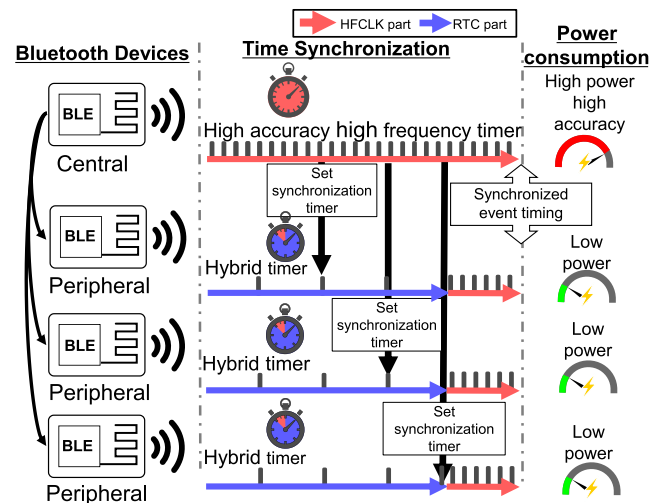 HFCLK part
RTC part
Bluetooth Devices
Time Synchronization
Power
consumption
BLE
Central
High accuracy high frequency timer
High power
high
accuracy
Set
synchronization
timer
Synchronized
event timing
BLE
Peripheral
Hybrid timer
Low
power
Set
synchronization
timer
BLE
Peripheral
Hybrid timer
Low
power
Set
synchronization
timer
BLE
Peripheral
Hybrid timer
Low
power